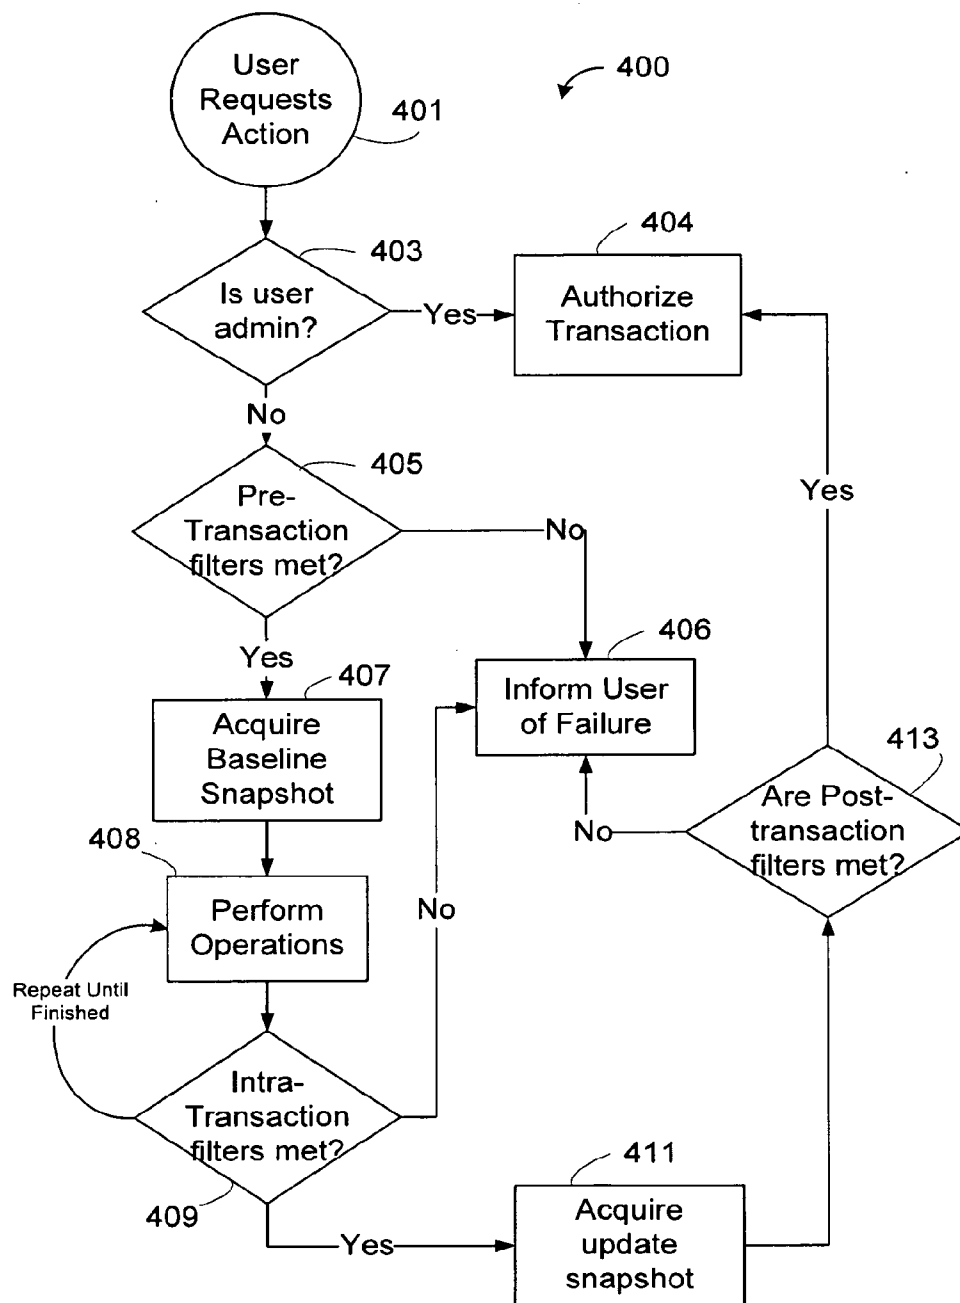 User
Requests
Action
401
400
403
Is user
admin?
Yes
404
Authorize
Transaction
No
405
Pre-
Transaction
filters met?
No
Yes
Yes
406
Inform User
of Failure
407
Acquire
Baseline
Snapshot
413
Are Post-
transaction
filters met?
No
408
Perform
Operations
No
Repeat Until
Finished
Intra-
Transaction
filters met?
409
Yes
411
Acquire
update
snapshot